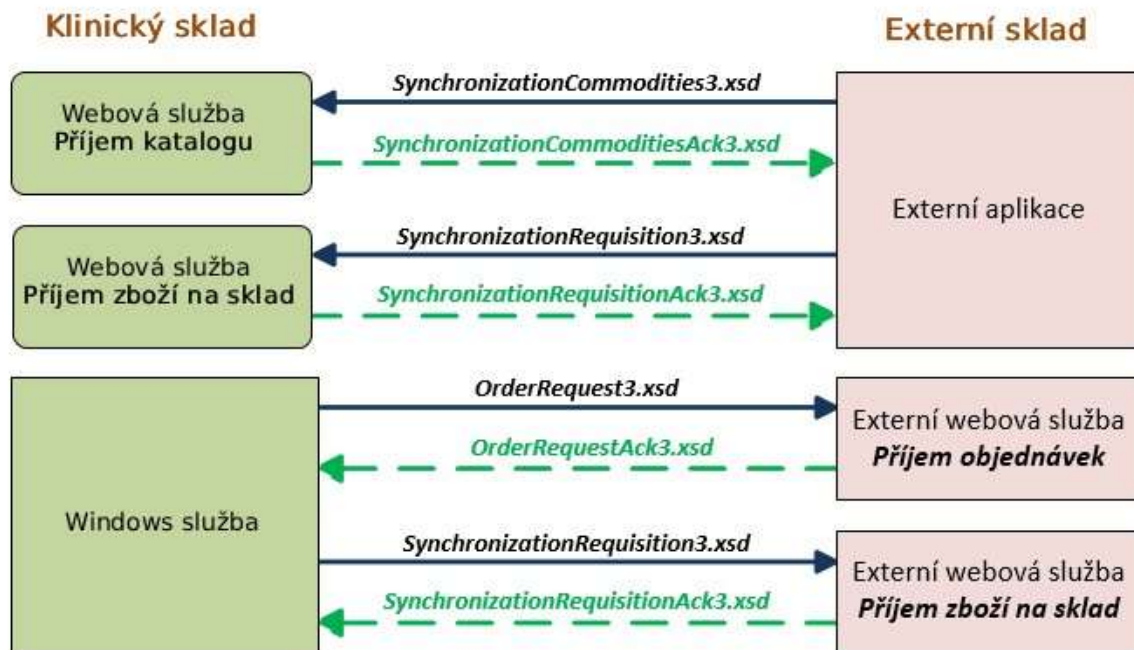 Klinický sklad
Externí sklad
Webová služba
Příjem katalogu
SynchronizationCommodities3.xsd
SynchronizationCommoditiesAck3.xsd
Externí aplikace
Webová služba
Příjem zboží na sklad
SynchronizationRequisition3.xsd
SynchronizationRequisitionAck3.xsd
Windows služba
OrderRequest3.xsd
OrderRequestAck3.xsd
Externí webová služba
Příjem objednávek
SynchronizationRequisition3.xsd
SynchronizationRequisitionAck3.xsd
Externí webová služba
Příjem zboží na sklad